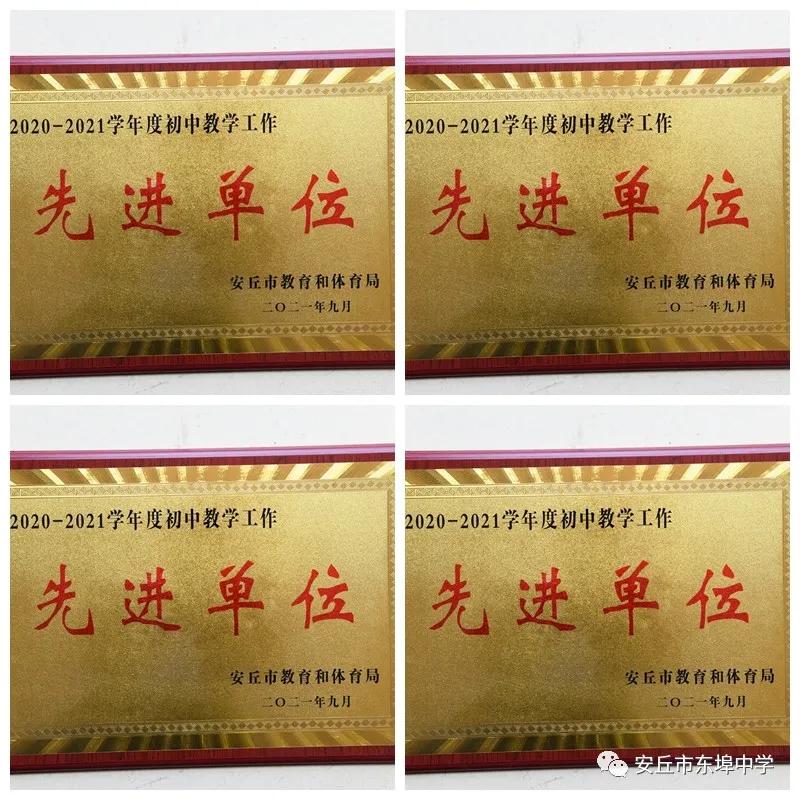 2020-2021学年度初中教学工作
先进单位
安丘市教育和体育局
二〇二一年九月
2020-2021学年度初中教学工作
先进单位
安丘市教育和体育局
二〇二一年九月
2020-2021学年度初中教学工作
先进单位
安丘市教育和体育局
二〇二一年九月
2020-2021学年度初中教学工作
先进单位
安丘市教育和体育局
二〇二一年九月
安丘市东埠中学